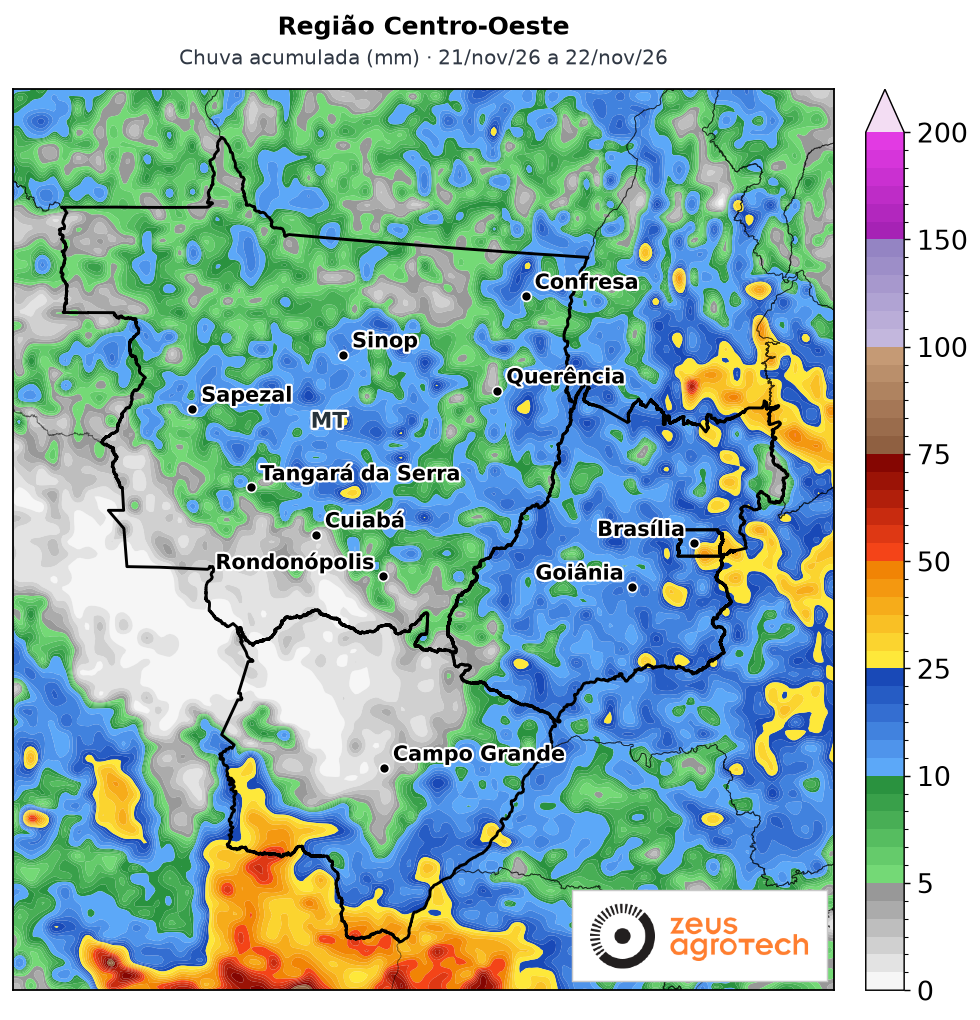 Região Centro-Oeste
Chuva acumulada (mm) · 21/nov/26 a 22/nov/26
200
150
100
75
50
25
10
5
0
Confresa
Sinop
Querência
Sapezal
MT
Tangará da Serra
Cuiabá
Brasília
Rondonópolis
Goiânia
Campo Grande
zeus
agrotech